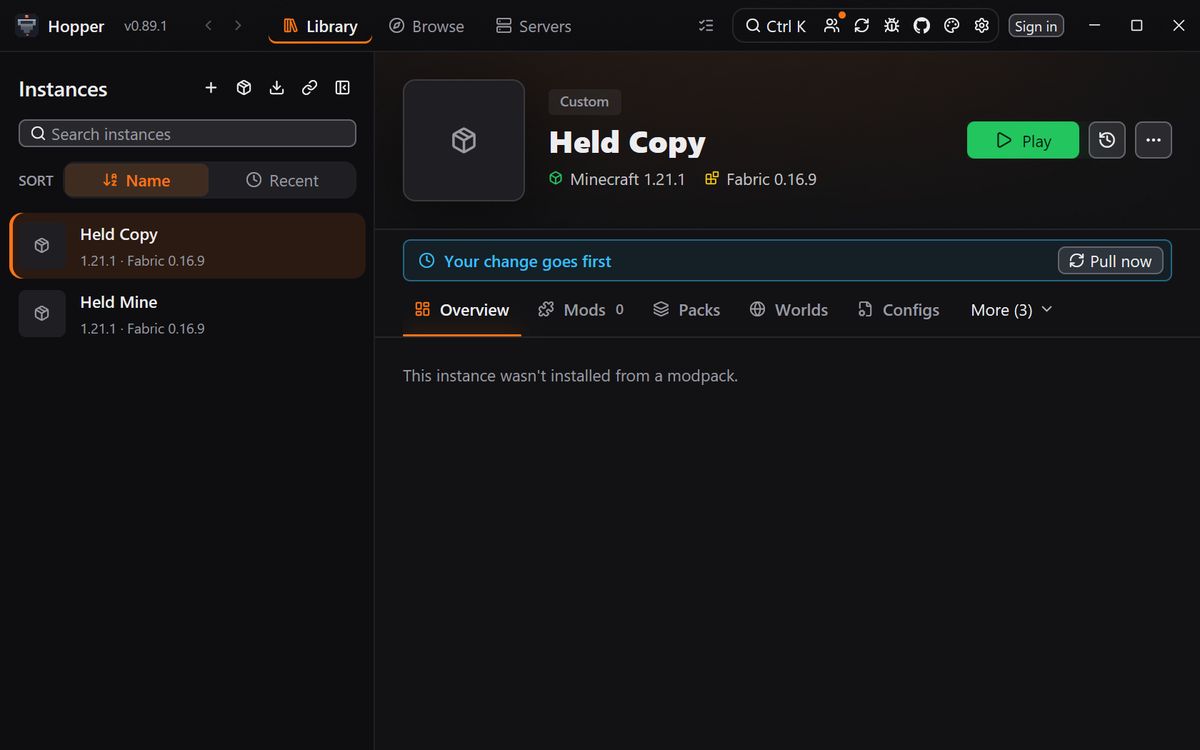 Hopper v0.89.1 Library Browse Servers Ctrl K Sign in
Instances
Search instances
SORT Name Recent
Held Copy
1.21.1 · Fabric 0.16.9
Held Mine
1.21.1 · Fabric 0.16.9
Custom
Held Copy
Minecraft 1.21.1 Fabric 0.16.9
Play
Your change goes first Pull now
Overview Mods 0 Packs Worlds Configs More (3)
This instance wasn't installed from a modpack.